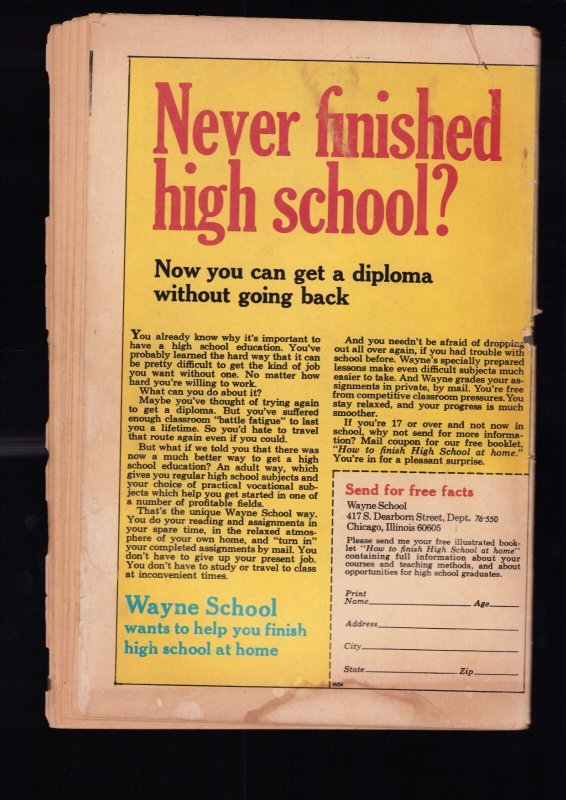 Never finished
high school?
Now you can get a diploma
without going back
You already know why it's important to
have a high school education. You've
probably learned the hard way that it can
be pretty difficult to get the kind of job
you want without one. No matter how
hard you're willing to work.
What can you do about it?
Maybe you've thought of trying again
to get a diploma. But you've suffered
enough classroom "battle fatigue" to last
you a lifetime. So you'd hate to travel
that route again even if you could.
But what if we told you that there was
now a much better way to get a high
school education? An adult way, which
gives you regular high school subjects and
your choice of practical vocational sub-
jects which help you get started in one of
a number of profitable fields.
That's the unique Wayne School way.
You do your reading and assignments in
your spare time, in the relaxed atmos-
phere of your own home, and "turn in"
your completed assignments by mail. You
don't have to give up your present job.
You don't have to study or travel to class
at inconvenient times.
Wayne School
wants to help you finish
high school at home
And you needn't be afraid of dropping
out all over again, if you had trouble with
school before. Wayne's specially prepared
lessons make even difficult subjects much
easier to take. And Wayne grades your as-
signments in private, by mail. You're free
from competitive classroom pressures. You
stay relaxed, and your progress is much
smoother.
If you're 17 or over and not now in
school, why not send for more informa-
tion? Mail coupon for our free booklet,
"How to finish High School at home."
You're in for a pleasant surprise.
Send for free facts
Wayne School
417 S. Dearborn Street, Dept. 76-550
Chicago, Illinois 60605
Please send me your free illustrated book-
let "How to finish High School at home"
containing full information about your
courses and teaching methods, and about
opportunities for high school graduates.
Print
Name Age
Address
City
State Zip
W24